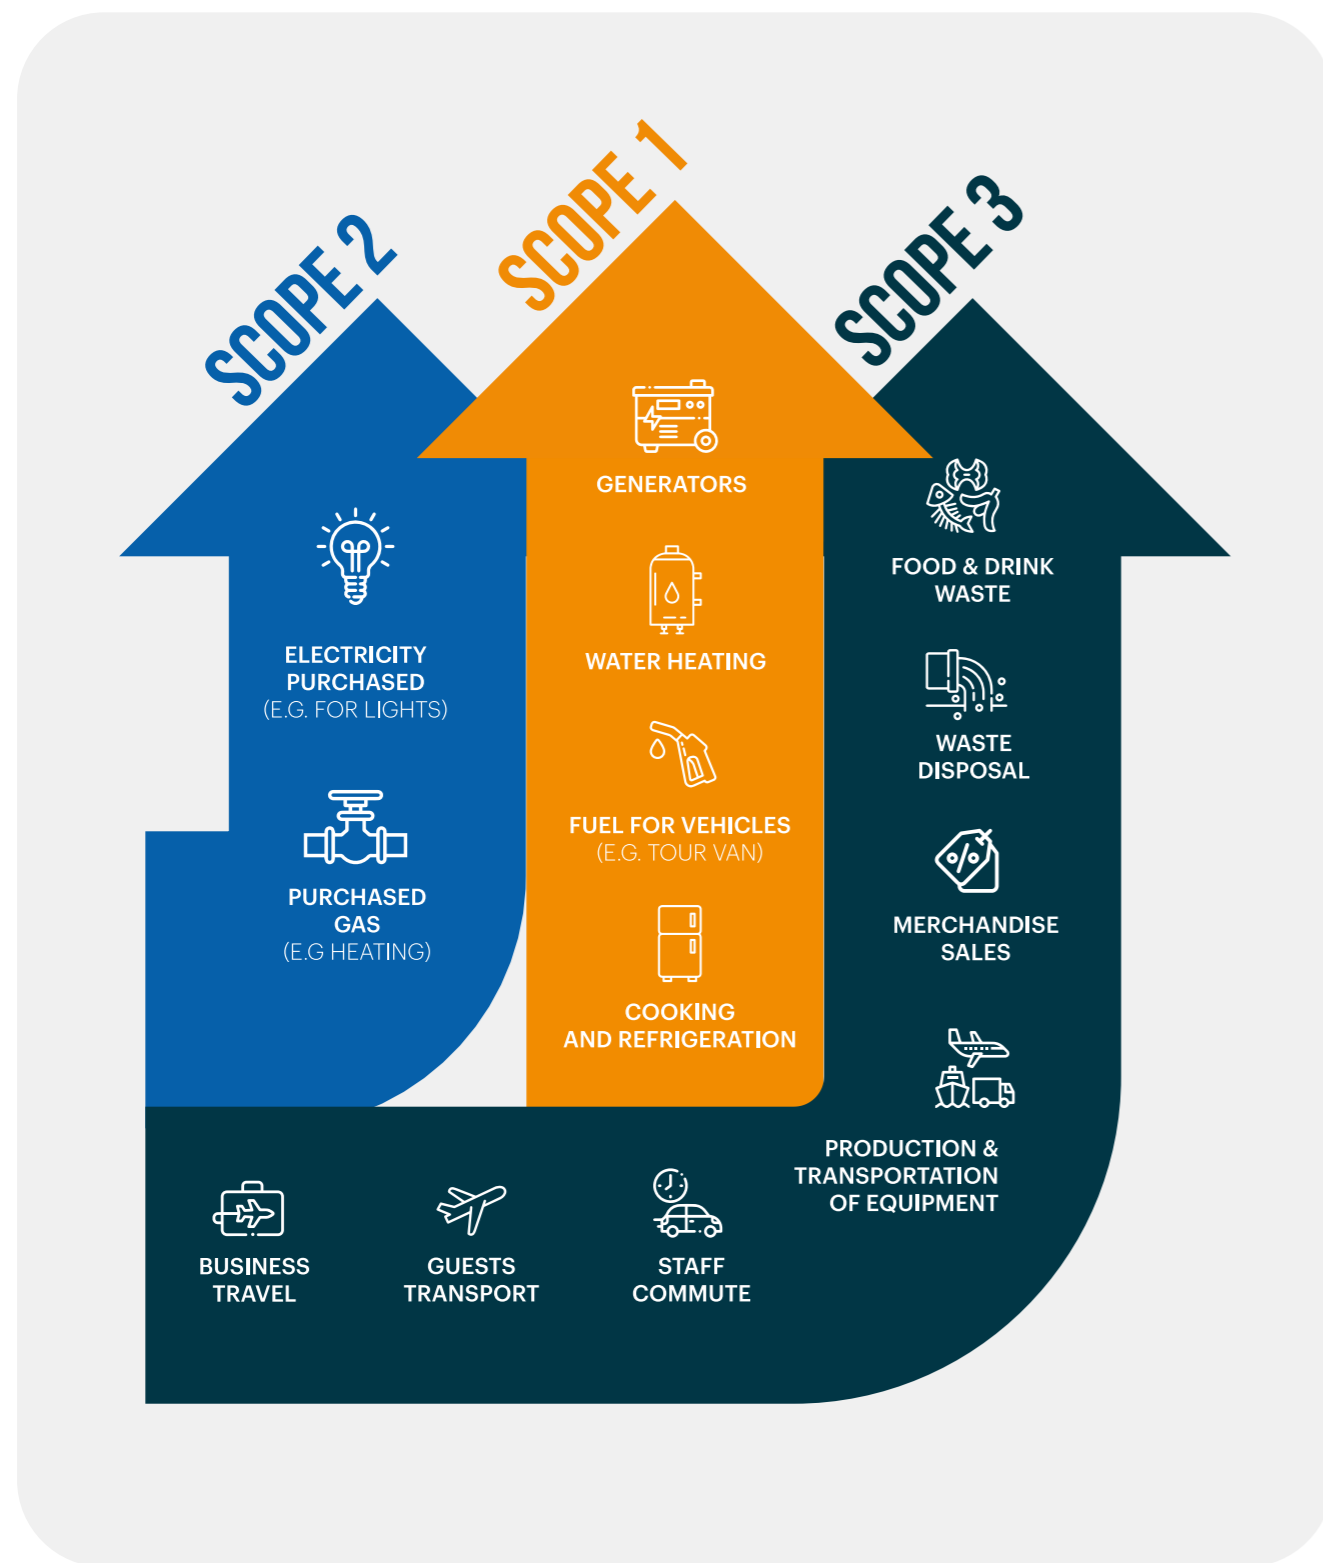 SCOPE 2
ELECTRICITY
PURCHASED
(E.G. FOR LIGHTS)
PURCHASED
GAS
(E.G HEATING)
SCOPE 1
GENERATORS
WATER HEATING
FUEL FOR VEHICLES
(E.G. TOUR VAN)
COOKING
AND REFRIGERATION
SCOPE 3
FOOD & DRINK
WASTE
WASTE
DISPOSAL
MERCHANDISE
SALES
PRODUCTION &
TRANSPORTATION
OF EQUIPMENT
BUSINESS
TRAVEL
GUESTS
TRANSPORT
STAFF
COMMUTE